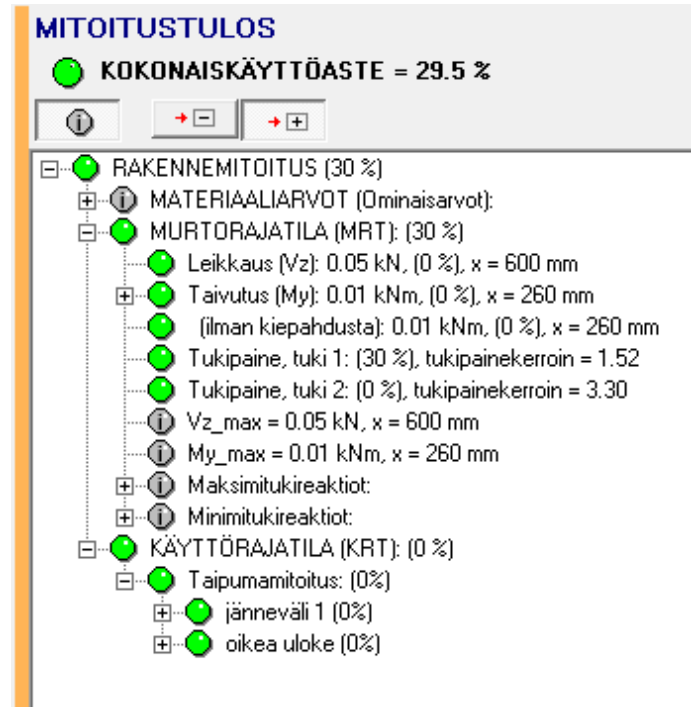 MITOITUSTULOS
KOKONAISKÄYTTÖASTE = 29.5 %
RAKENNEMITOITUS (30 %)
MATERIAALIARVOT (Ominaisarvot):
MURTORAJATILA (MRT): (30 %)
Leikkaus (Vz): 0.05 kN, (0 %), x = 600 mm
Taivutus (My): 0.01 kNm, (0 %), x = 260 mm
(ilman kiepahdusta): 0.01 kNm, (0 %), x = 260 mm
Tukipaine, tuki 1: (30 %), tukipainekerroin = 1.52
Tukipaine, tuki 2: (0 %), tukipainekerroin = 3.30
Vz_max = 0.05 kN, x = 600 mm
My_max = 0.01 kNm, x = 260 mm
Maksimitukireaktiot:
Minimitukireaktiot:
KÄYTTÖRAJATILA (KRT): (0 %)
Taipumamitoitus: (0%)
jänneväli 1 (0%)
oikea uloke (0%)